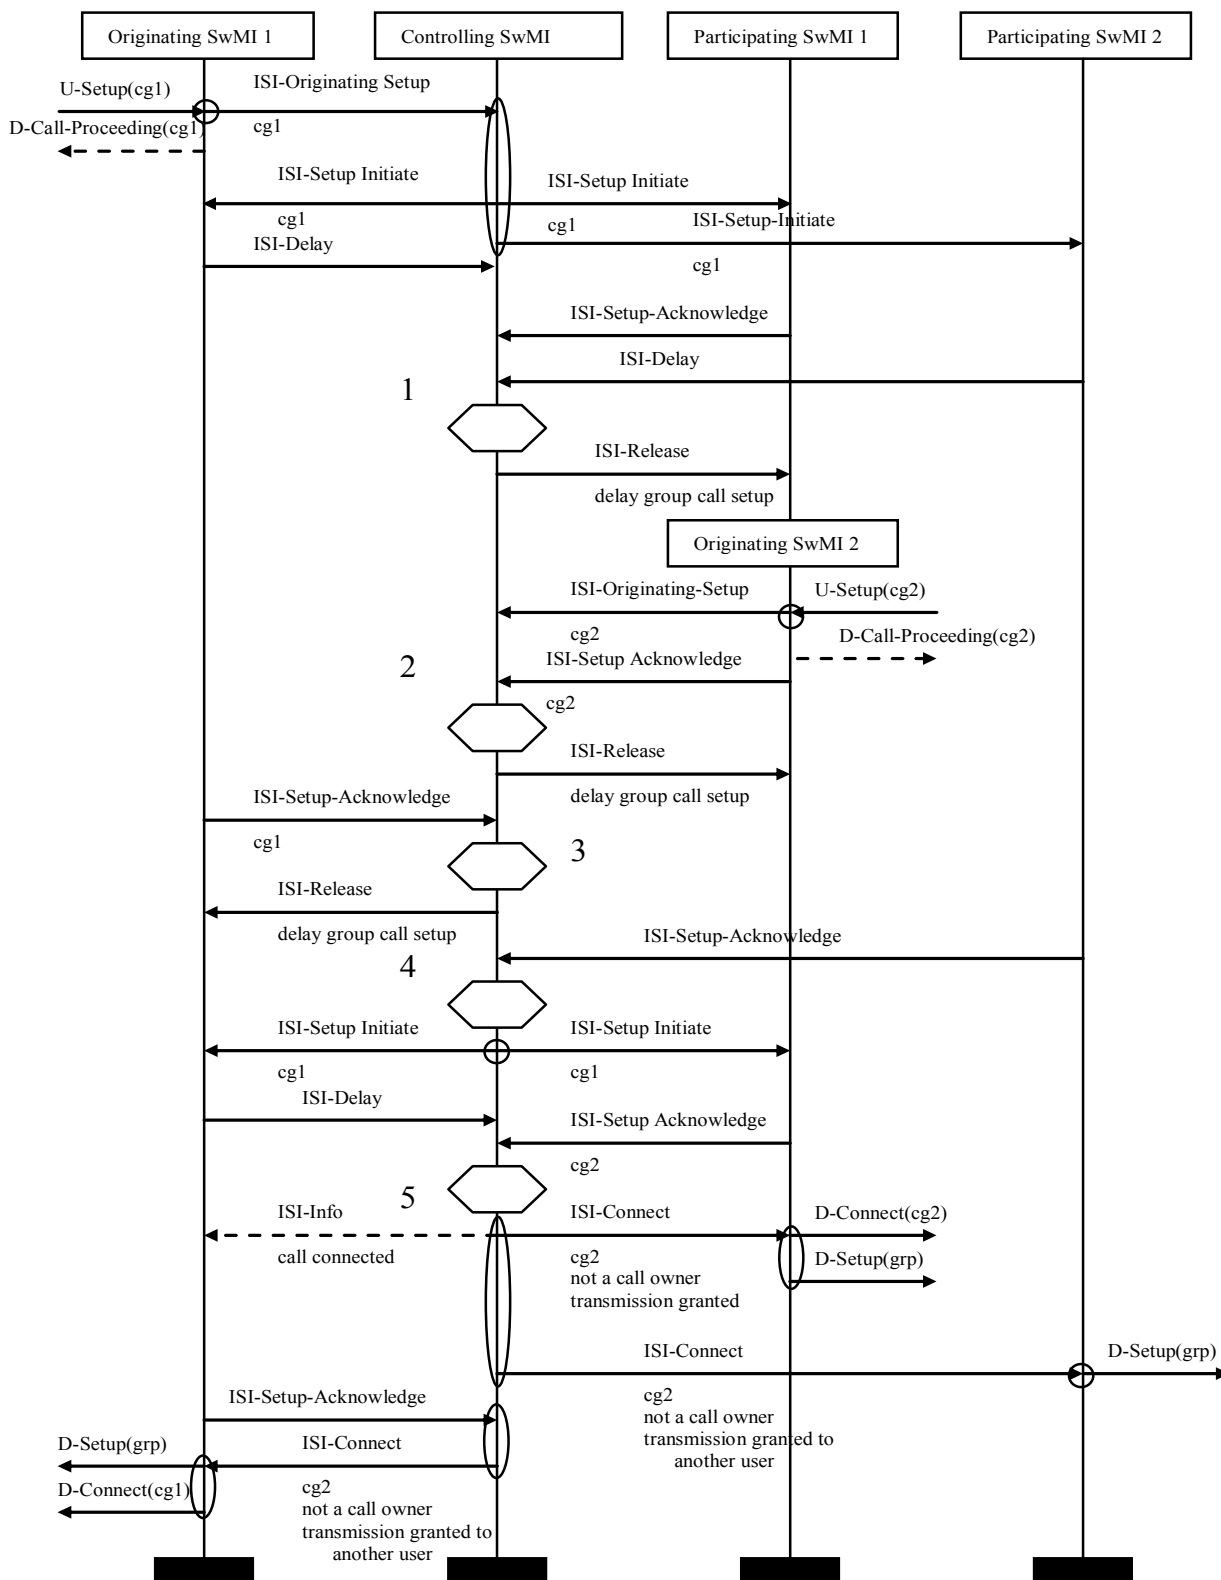 Originating SwMI 1
Controlling SwMI
Participating SwMI 1
Participating SwMI 2
U-Setup(cg1)
ISI-Originating Setup
cg1
D-Call-Proceeding(cg1)
ISI-Setup Initiate
cg1
ISI-Setup Initiate
cg1
ISI-Setup-Initiate
cg1
ISI-Delay
ISI-Setup-Acknowledge
ISI-Delay
1
ISI-Release
delay group call setup
Originating SwMI 2
ISI-Originating-Setup
cg2
U-Setup(cg2)
D-Call-Proceeding(cg2)
ISI-Setup Acknowledge
cg2
2
ISI-Release
delay group call setup
ISI-Setup-Acknowledge
cg1
3
ISI-Release
delay group call setup
ISI-Setup-Acknowledge
4
ISI-Setup Initiate
cg1
ISI-Setup Initiate
cg1
ISI-Delay
ISI-Setup Acknowledge
cg2
5
ISI-Info
call connected
ISI-Connect
cg2
not a call owner
transmission granted
D-Connect(cg2)
D-Setup(grp)
ISI-Connect
cg2
not a call owner
transmission granted to
another user
D-Setup(grp)
ISI-Setup-Acknowledge
D-Setup(grp)
ISI-Connect
cg2
not a call owner
transmission granted to
another user
D-Connect(cg1)